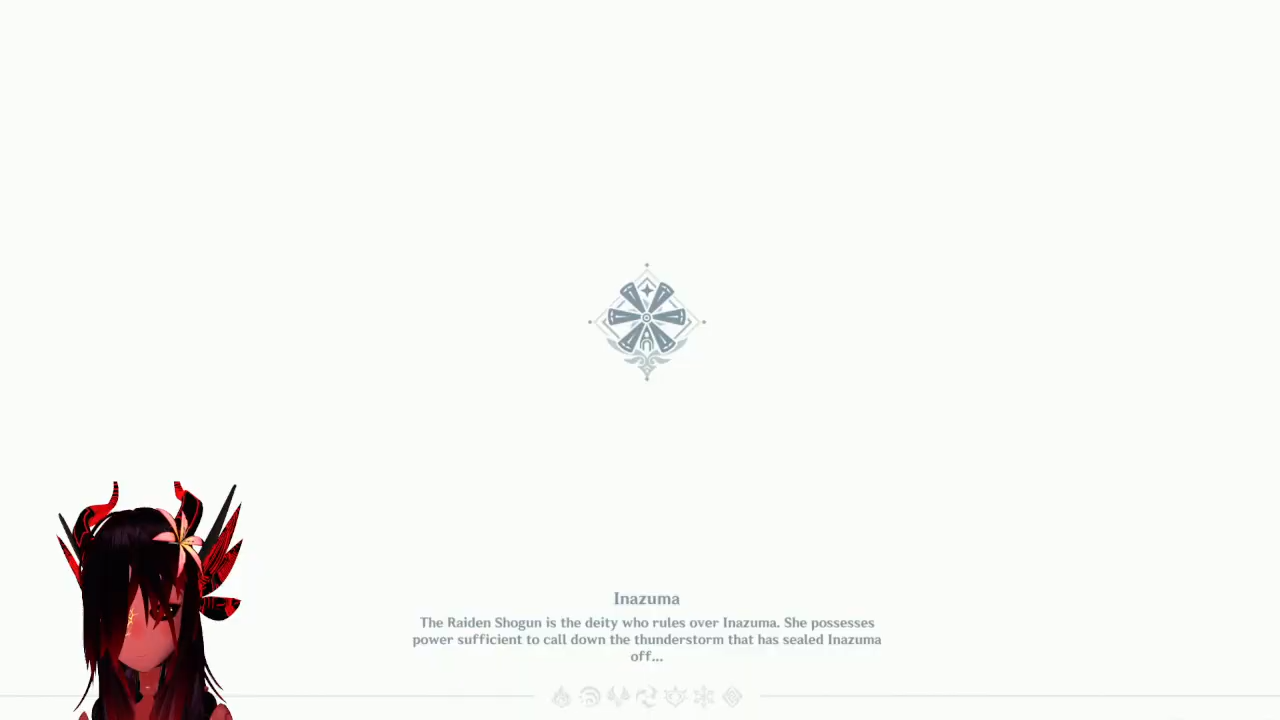 Inazuma
The Raiden Shogun is the deity who rules over Inazuma. She possesses
power sufficient to call down the thunderstorm that has sealed Inazuma
off...